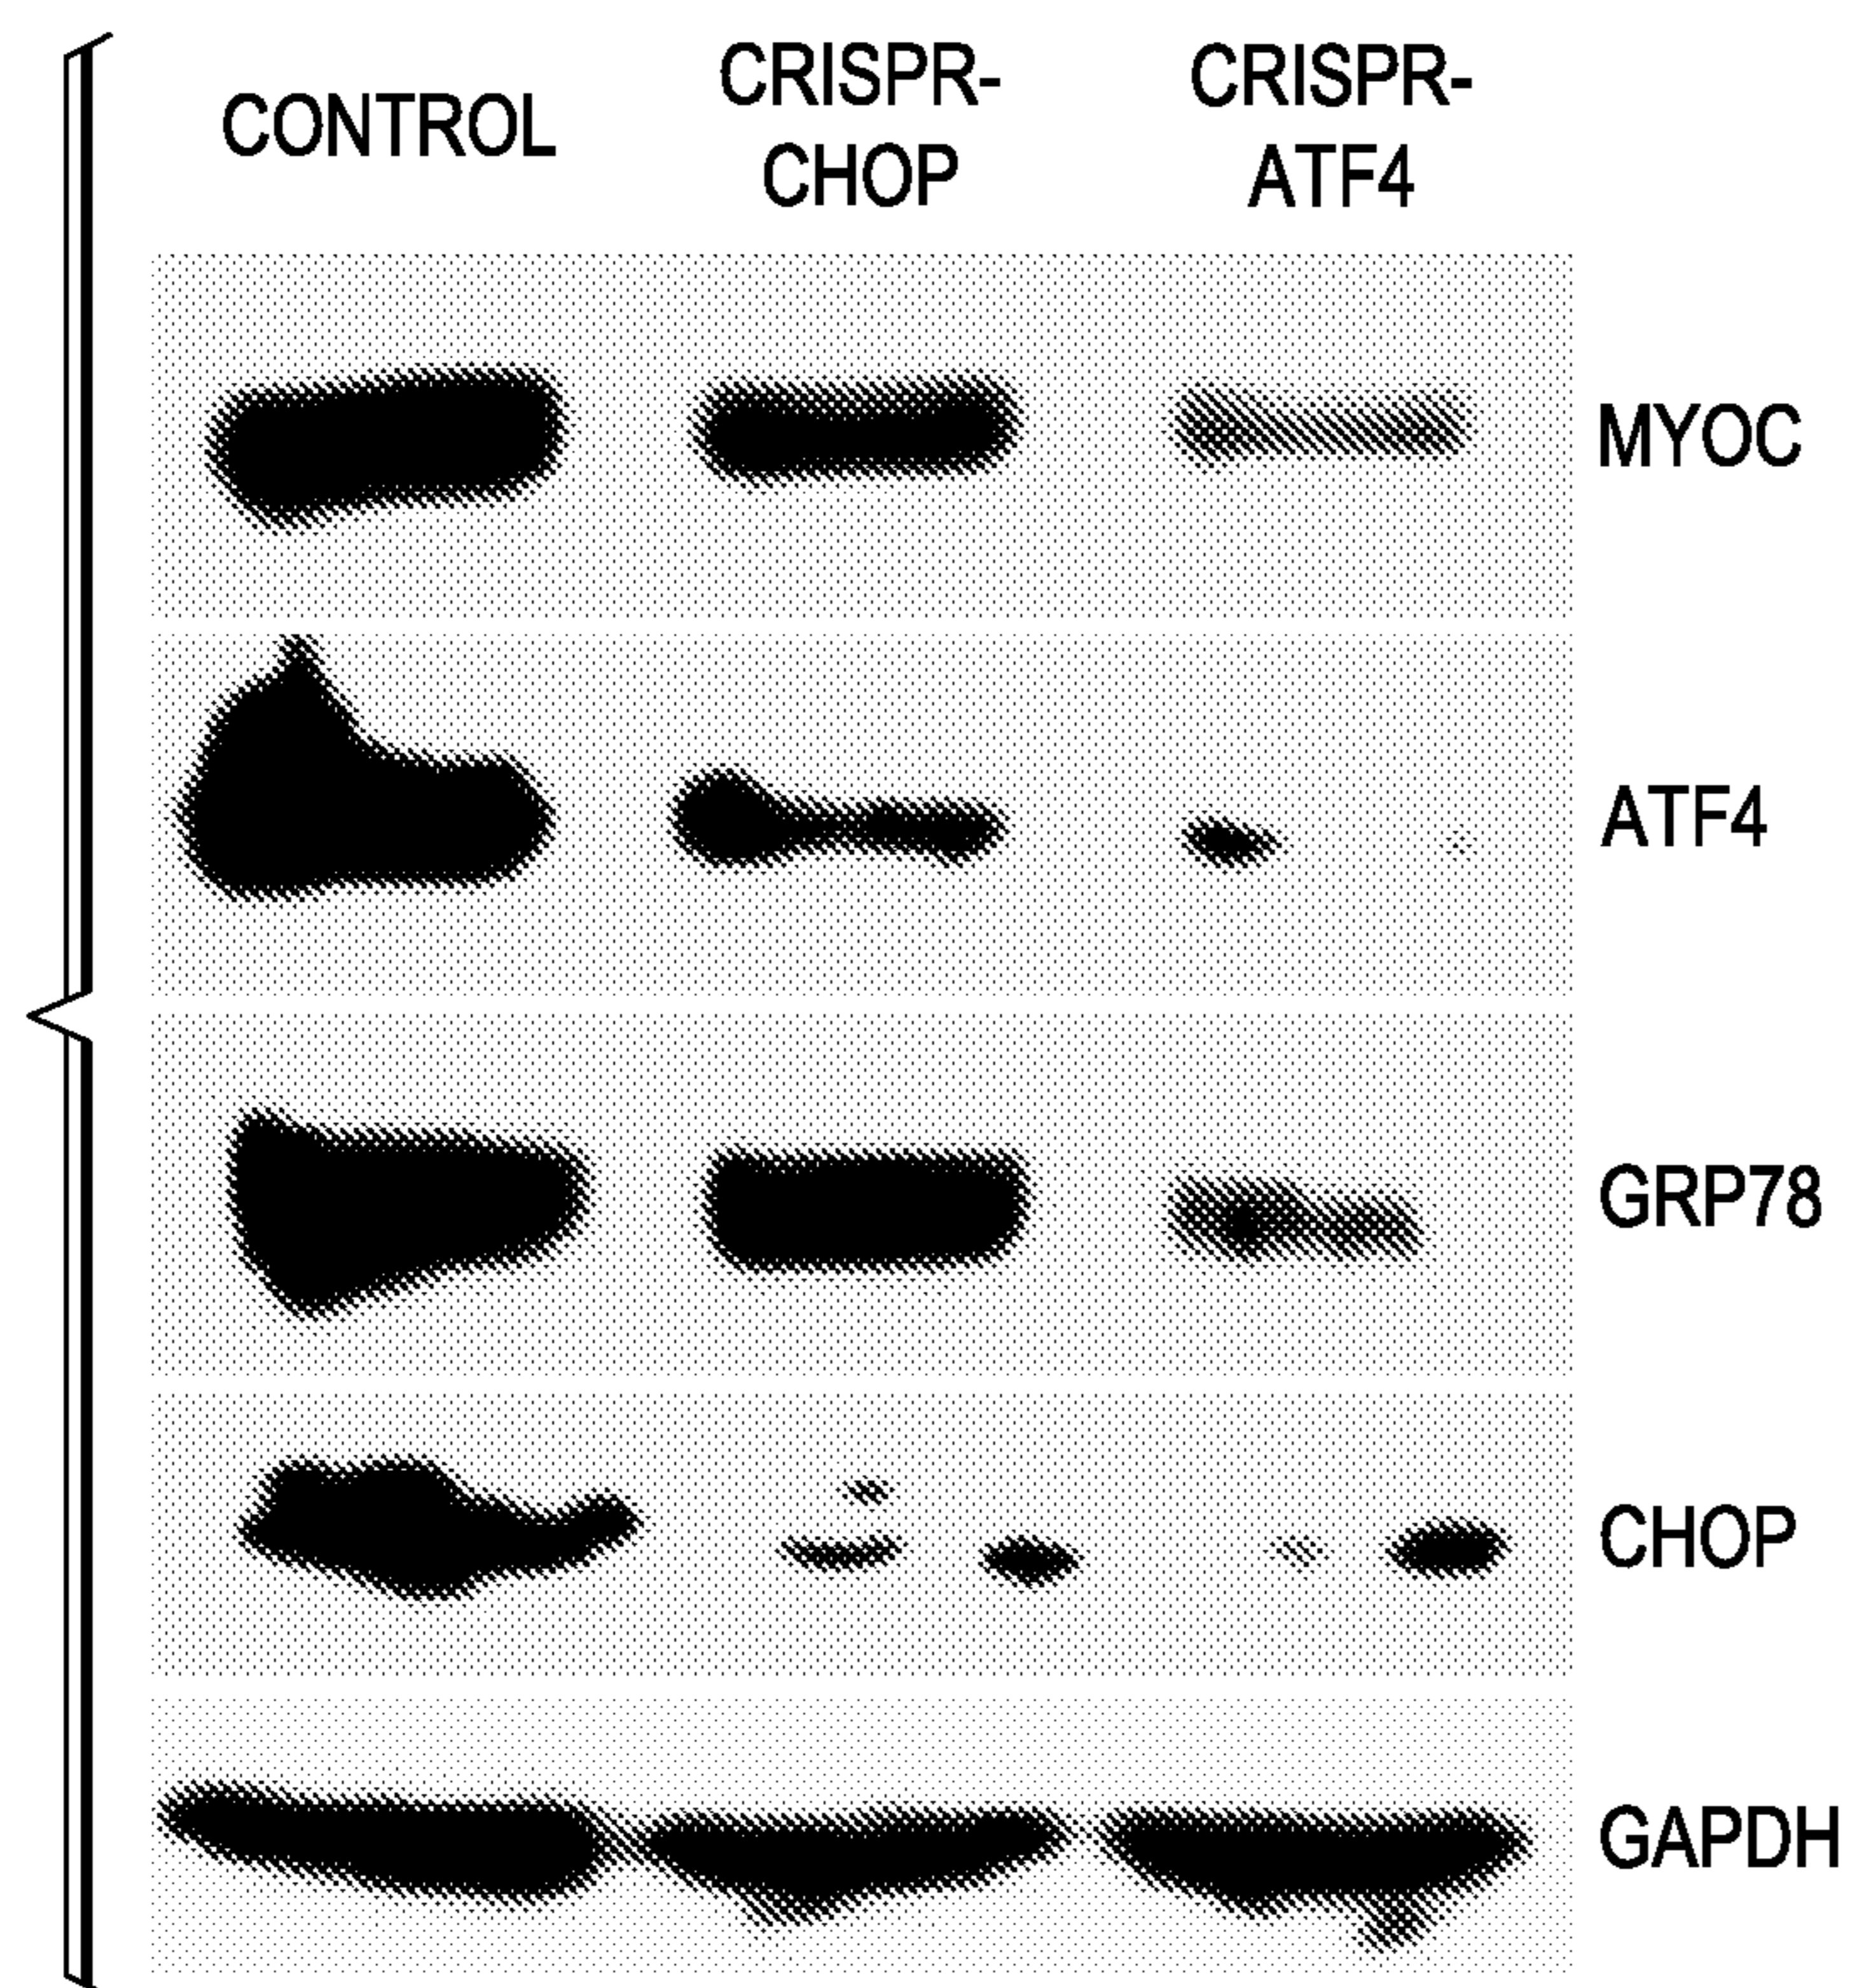 CONTROL
CRISPR-
CHOP
CRISPR-
ATF4
MYOC
ATF4
GRP78
CHOP
GAPDH